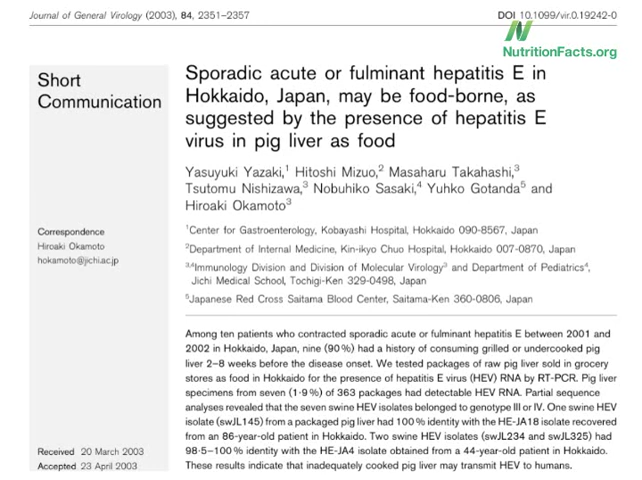 Journal of General Virology (2003), 84, 2351–2357
DOI 10.1099/vir.0.19242-0
NutritionFacts.org
Short
Communication
Sporadic acute or fulminant hepatitis E in
Hokkaido, Japan, may be food-borne, as
suggested by the presence of hepatitis E
virus in pig liver as food
Yasuyuki Yazaki,1 Hitoshi Mizuo,2 Masaharu Takahashi,3
Tsutomu Nishizawa,3 Nobuhiko Sasaki,4 Yuhko Gotanda5 and
Hiroaki Okamoto3
Correspondence
Hiroaki Okamoto
hokamoto@jichi.ac.jp
1Center for Gastroenterology, Kobayashi Hospital, Hokkaido 090-8567, Japan
2Department of Internal Medicine, Kin-ikyo Chuo Hospital, Hokkaido 007-0870, Japan
3,4Immunology Division and Division of Molecular Virology3 and Department of Pediatrics4,
Jichi Medical School, Tochigi-Ken 329-0498, Japan
5Japanese Red Cross Saitama Blood Center, Saitama-Ken 360-0806, Japan
Among ten patients who contracted sporadic acute or fulminant hepatitis E between 2001 and
2002 in Hokkaido, Japan, nine (90 %) had a history of consuming grilled or undercooked pig
liver 2–8 weeks before the disease onset. We tested packages of raw pig liver sold in grocery
stores as food in Hokkaido for the presence of hepatitis E virus (HEV) RNA by RT-PCR. Pig liver
specimens from seven (1·9 %) of 363 packages had detectable HEV RNA. Partial sequence
analyses revealed that the seven swine HEV isolates belonged to genotype III or IV. One swine HEV
isolate (swJL145) from a packaged pig liver had 100 % identity with the HE-JA18 isolate recovered
from an 86-year-old patient in Hokkaido. Two swine HEV isolates (swJL234 and swJL325) had
98·5–100 % identity with the HE-JA4 isolate obtained from a 44-year-old patient in Hokkaido.
These results indicate that inadequately cooked pig liver may transmit HEV to humans.
Received 20 March 2003
Accepted 23 April 2003